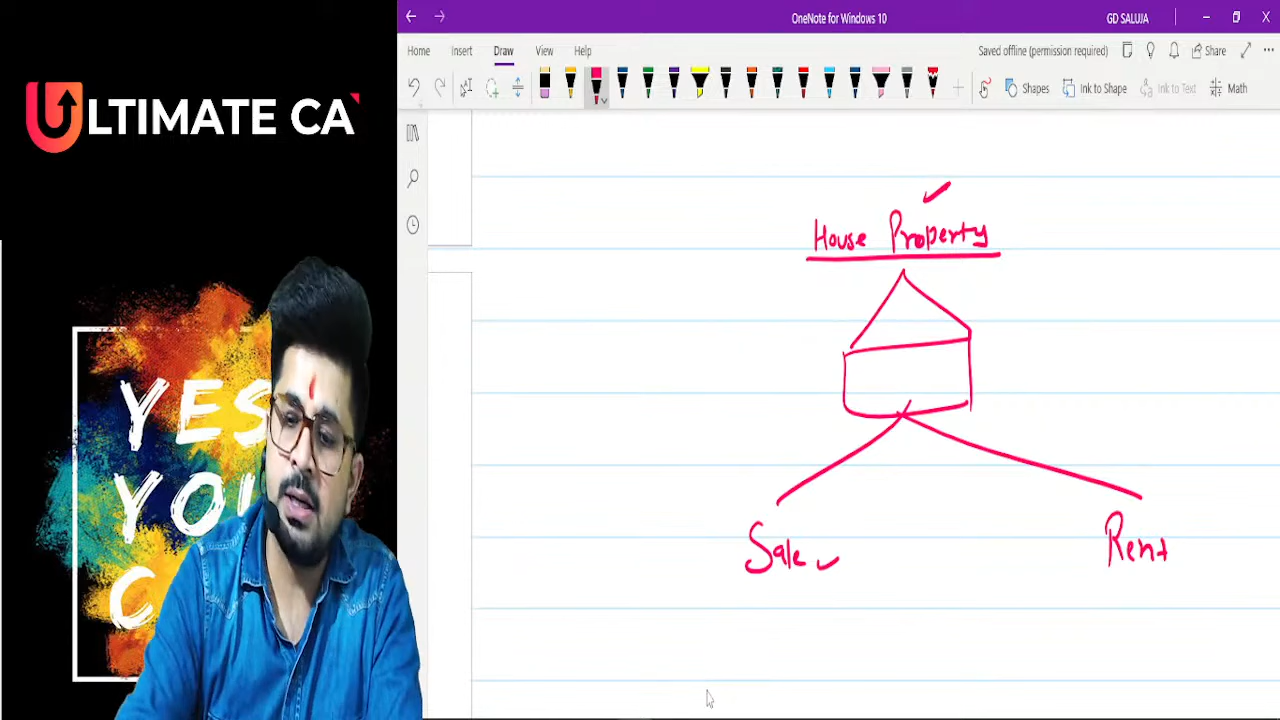 OneNote for Windows 10
GD SALUJA
Home Insert Draw View Help
Saved offline (permission required)
Share
Shapes
Ink to Shape
Ink to Text
Math
ULTIMATE CA
House Property
Sale
Rent
YES
YOU
C